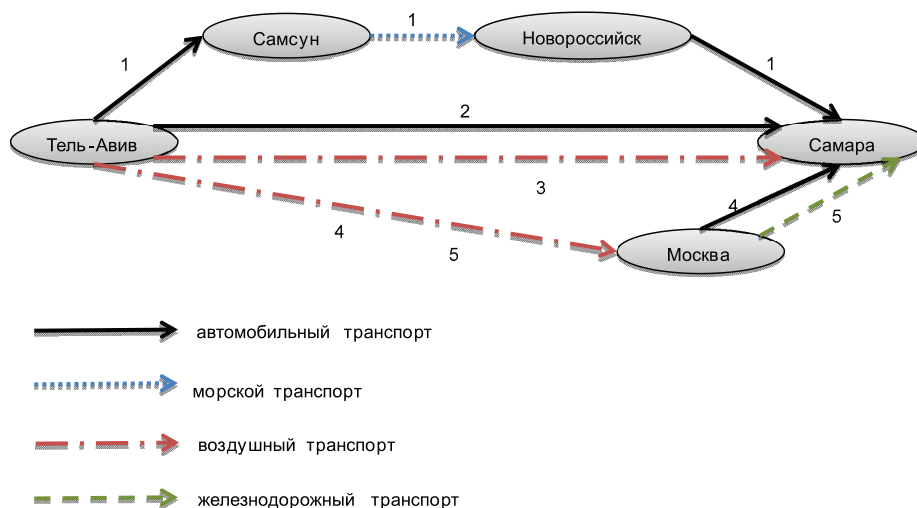 1
Самсун
Новороссийск
1
1
2
Тель-Авив
Самара
3
4
4
5
5
Москва
автомобильный транспорт
морской транспорт
воздушный транспорт
железнодорожный транспорт